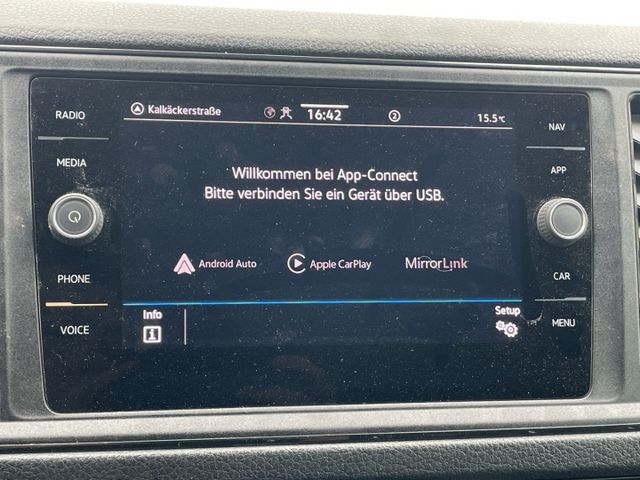 RADIO
MEDIA
PHONE
VOICE
Kalkäckerstraße
16:42
2
15.5°C
Willkommen bei App-Connect
Bitte verbinden Sie ein Gerät über USB.
Android Auto
Apple CarPlay
MirrorLink
Info
Setup
NAV
APP
CAR
MENU